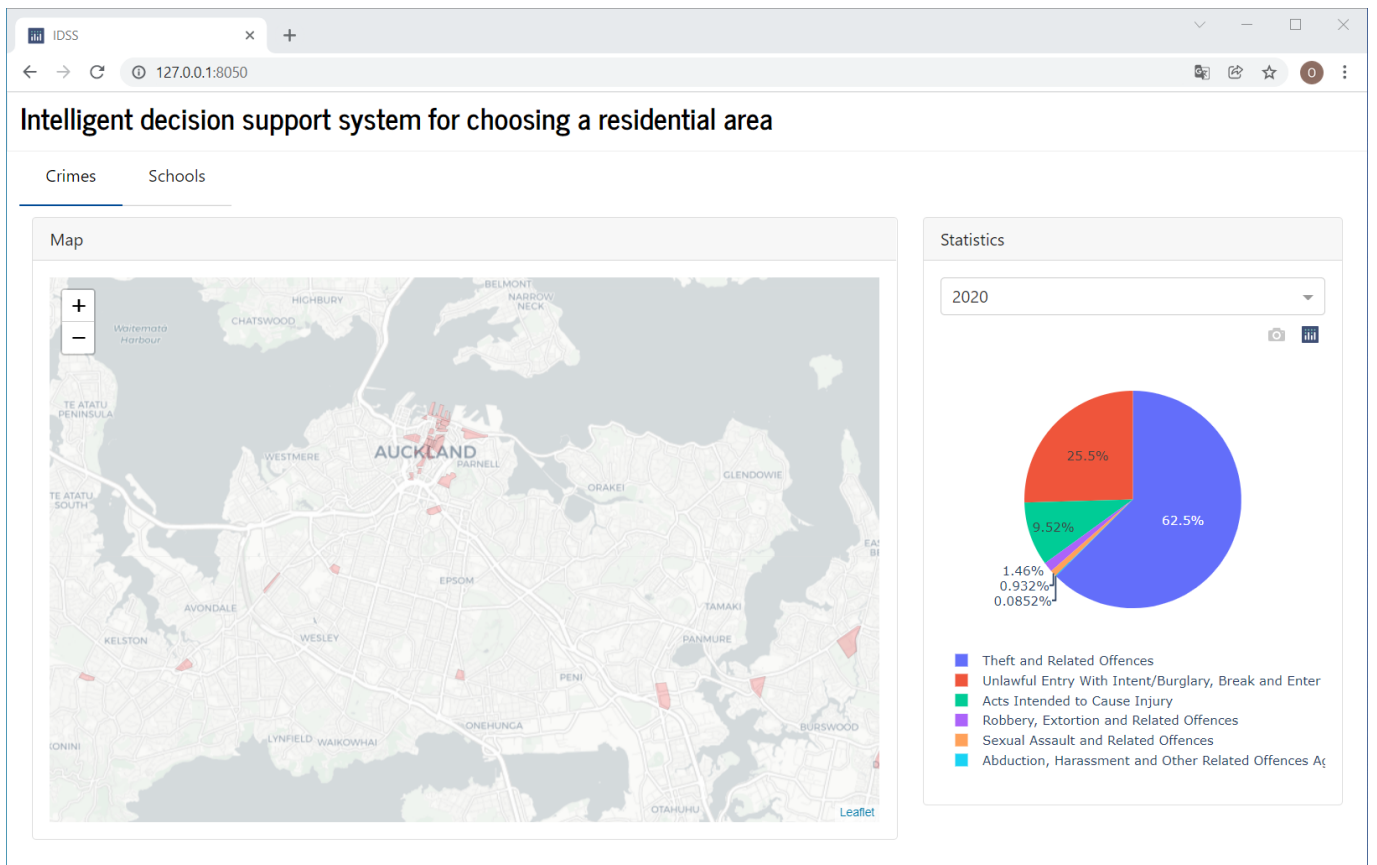 IDSS
127.0.0.1:8050
O
Intelligent decision support system for choosing a residential area
Crimes
Schools
Map
+
−
BELMONT
HIGHBURY
NARROW
NECK
CHATSWOOD
Waitematā
Harbour
TE ATATU
PENINSULA
AUCKLAND
WESTMERE
PARNELL
GLENDOWIE
ORAKEI
TE ATATU
SOUTH
EPSOM
AVONDALE
TAMAKI
KELSTON
WESLEY
PANMURE
PENI
ONEHUNGA
BURSWOOD
LYNFIELD
WAIKOWHAI
KONINI
OTAHUHU
Leaflet
Statistics
2020
25.5%
62.5%
9.52%
1.46%
0.932%
0.0852%
Theft and Related Offences
Unlawful Entry With Intent/Burglary, Break and Enter
Acts Intended to Cause Injury
Robbery, Extortion and Related Offences
Sexual Assault and Related Offences
Abduction, Harassment and Other Related Offences